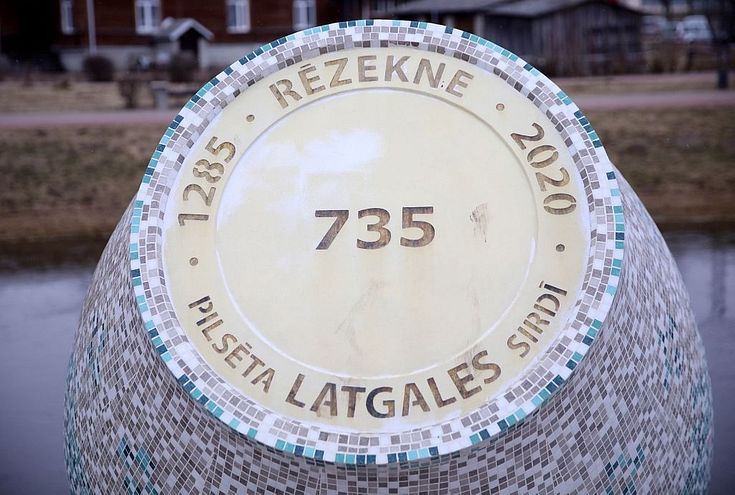 1285 · RĒZEKNE · 2020
735
PILSĒTA LATGALES SIRDĪ